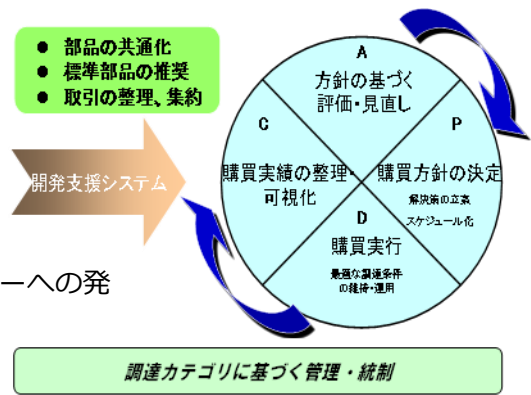 ● 部品の共通化
● 標準部品の推奨
● 取引の整理、集約
開発支援システム
A
方針の基づく
評価・見直し
P
購買方針の決定
解決策の立案
スケジュール化
C
購買実績の整理・
可視化
D
購買実行
最適な調達条件
の維持・運用
ーへの発
調達カテゴリに基づく管理・統制